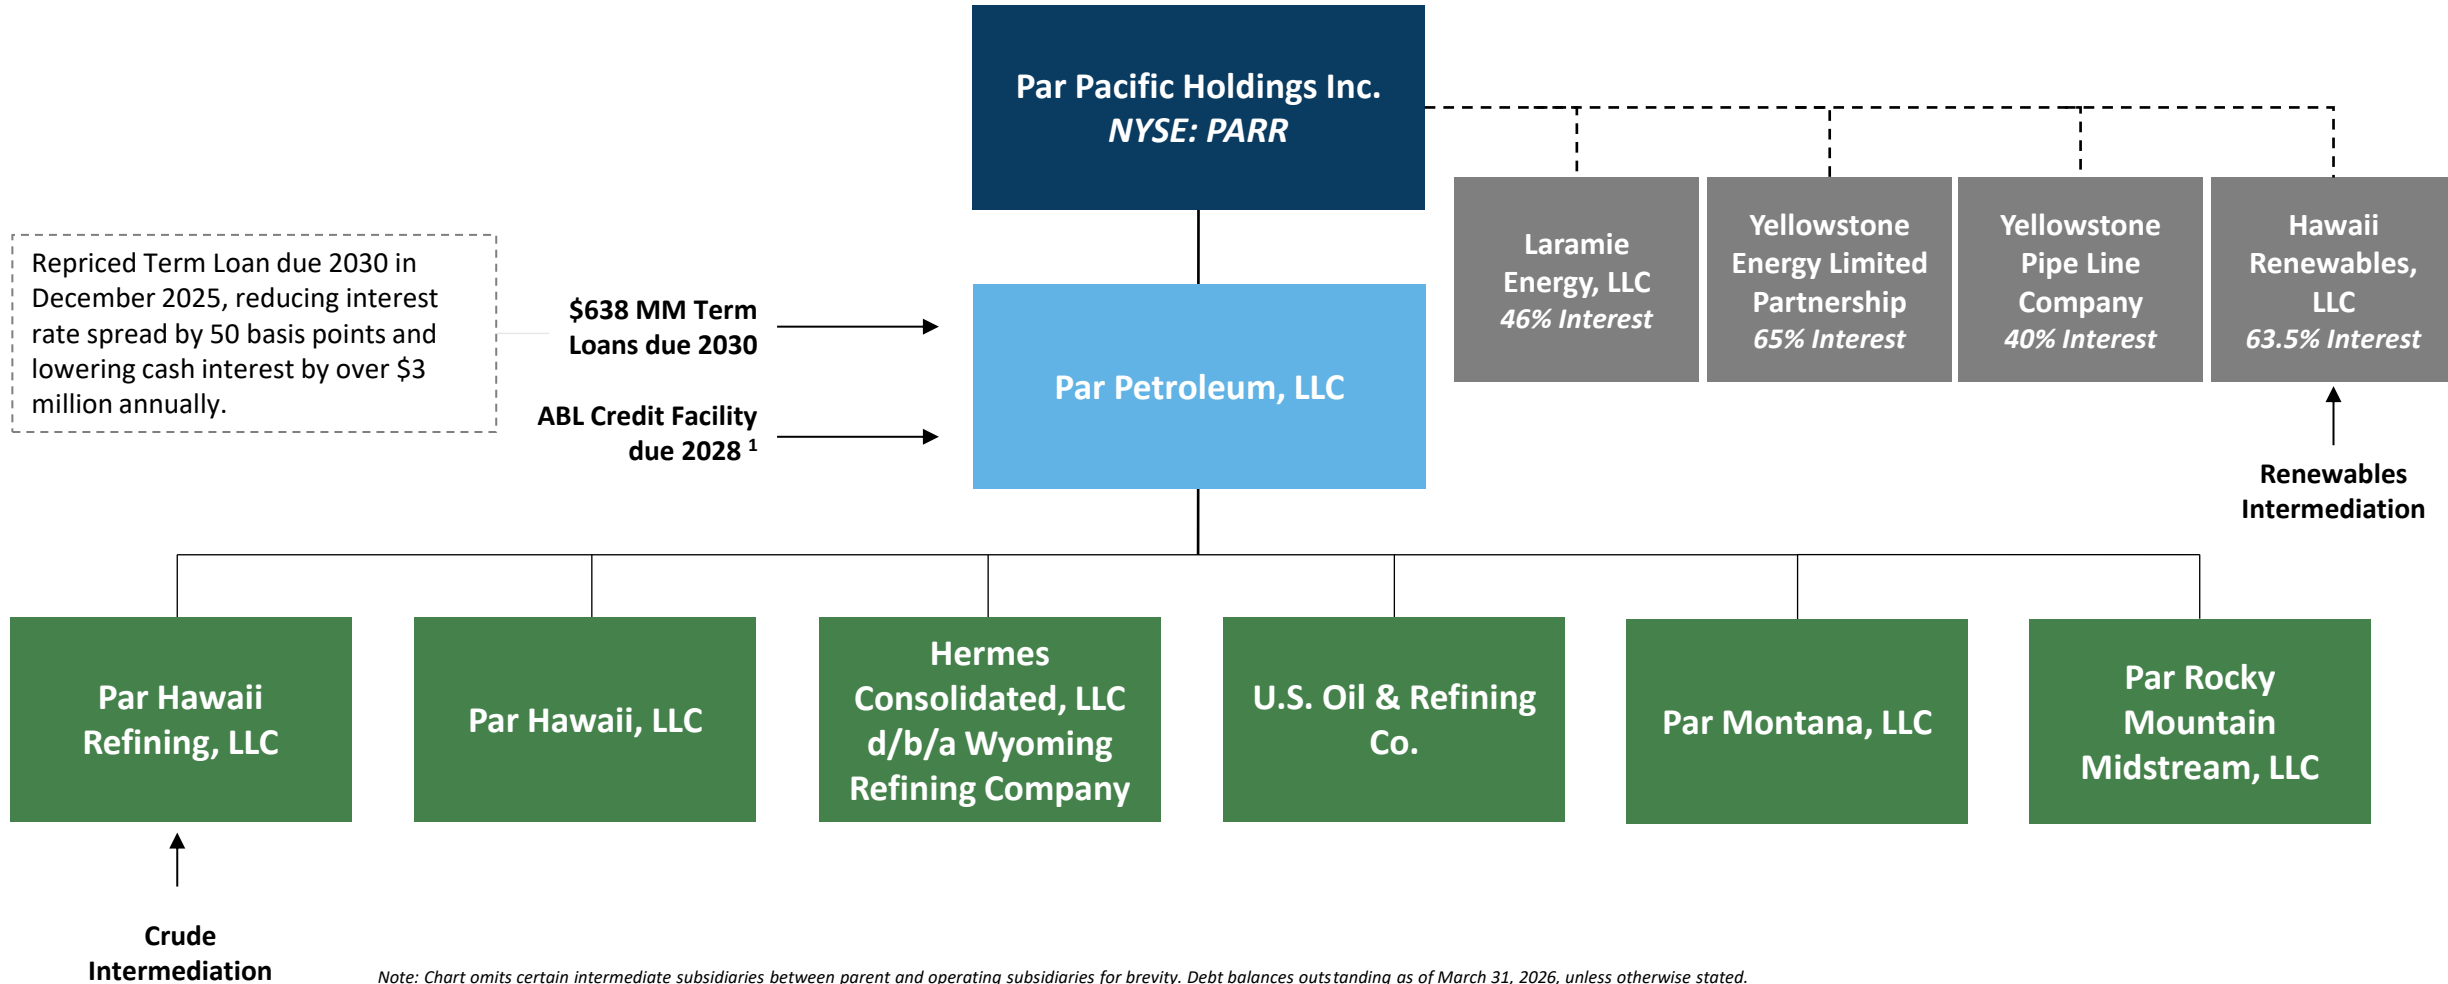 Par Pacific Holdings Inc.
NYSE: PARR
Laramie
Energy, LLC
46% Interest
Yellowstone
Energy Limited
Partnership
65% Interest
Yellowstone
Pipe Line
Company
40% Interest
Hawaii
Renewables,
LLC
63.5% Interest
Repriced Term Loan due 2030 in
December 2025, reducing interest
rate spread by 50 basis points and
lowering cash interest by over $3
million annually.
$638 MM Term
Loans due 2030
ABL Credit Facility
due 2028 1
Par Petroleum, LLC
Renewables
Intermediation
Par Hawaii
Refining, LLC
Par Hawaii, LLC
Hermes
Consolidated, LLC
d/b/a Wyoming
Refining Company
U.S. Oil & Refining
Co.
Par Montana, LLC
Par Rocky
Mountain
Midstream, LLC
Crude
Intermediation
Note: Chart omits certain intermediate subsidiaries between parent and operating subsidiaries for brevity. Debt balances outstanding as of March 31, 2026, unless otherwise stated.